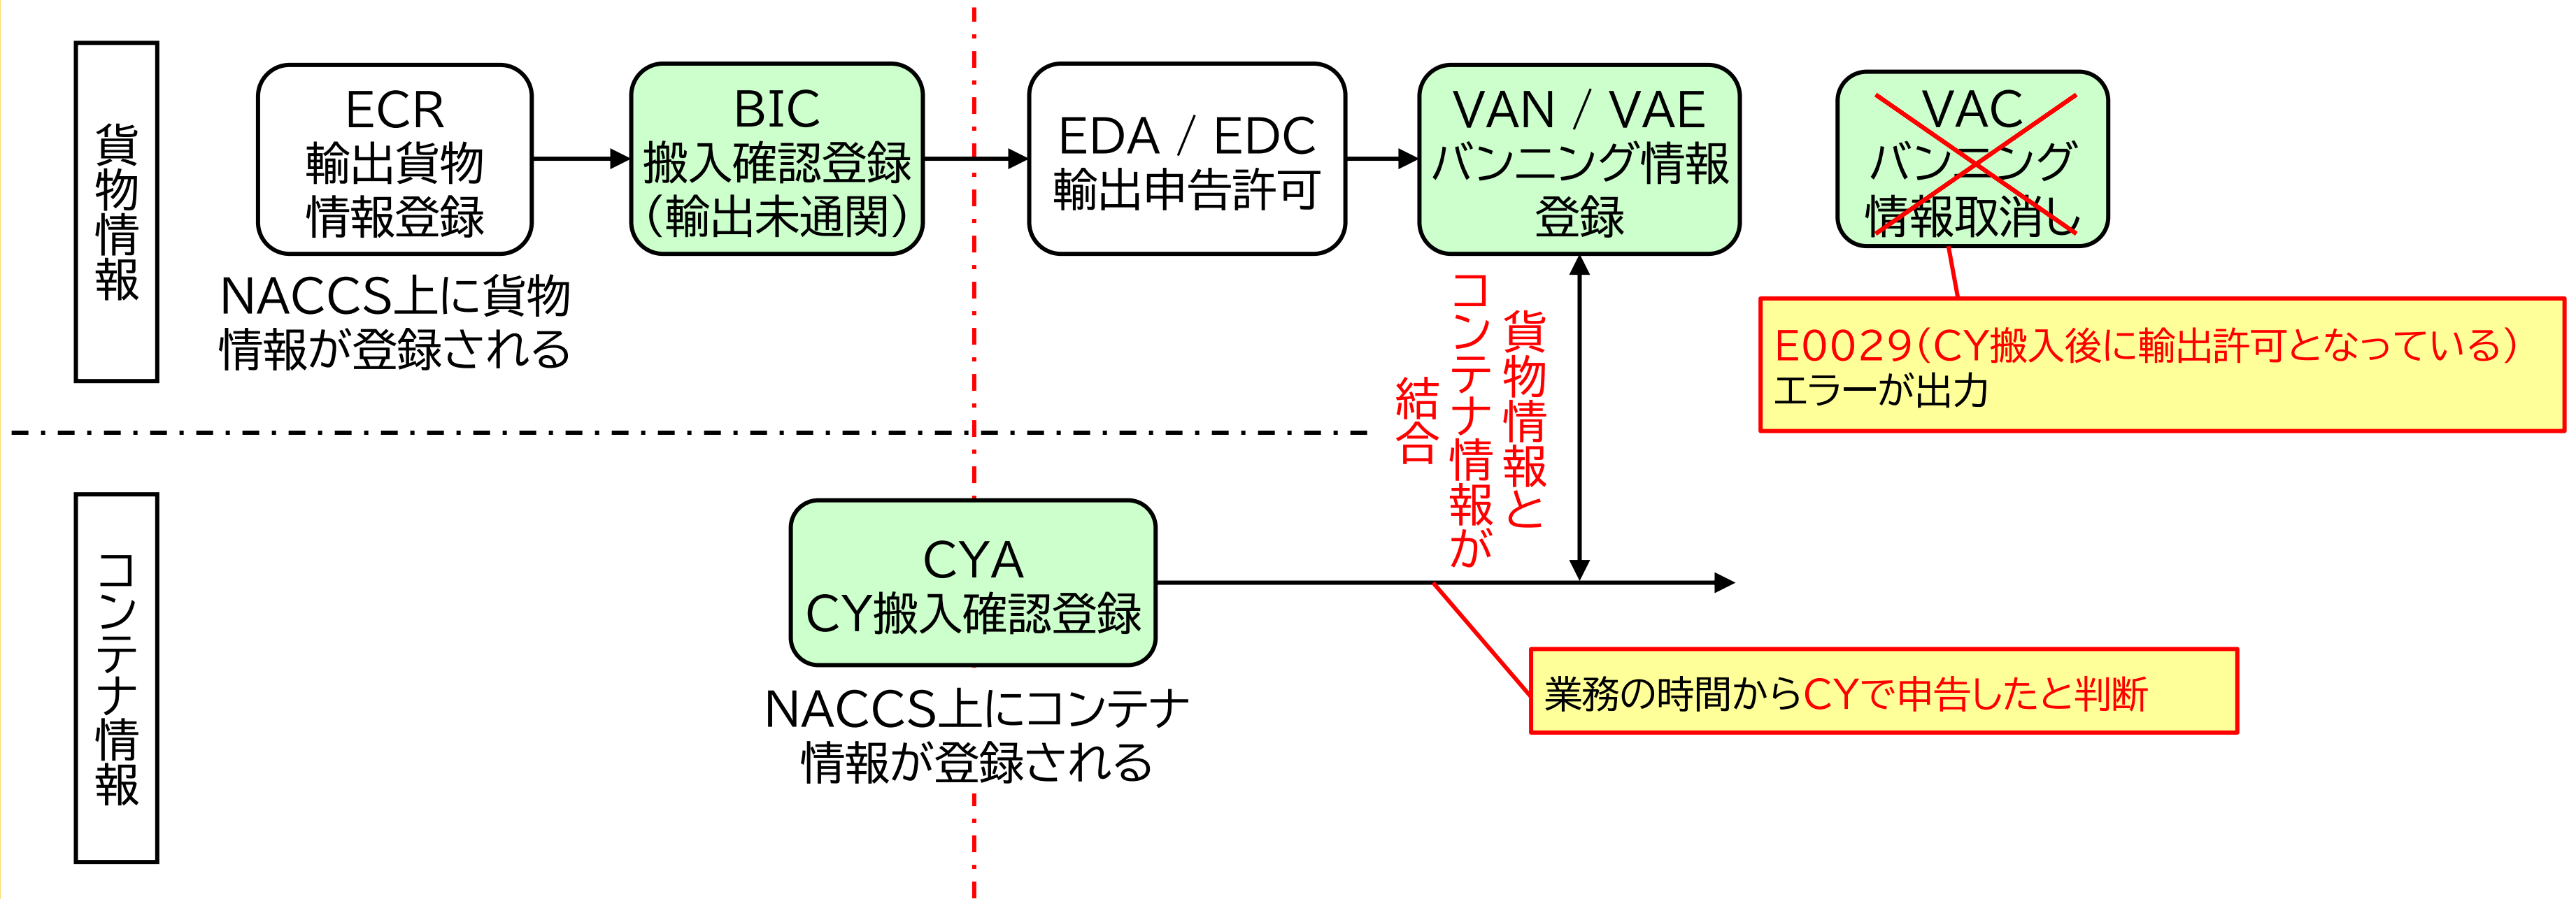 貨物情報
ECR
輸出貨物
情報登録
NACCS上に貨物
情報が登録される
BIC
搬入確認登録
（輸出未通関）
EDA / EDC
輸出申告許可
VAN / VAE
バンニング情報
登録
VAC
バンニング
情報取消し
E0029（CY搬入後に輸出許可となっている）
エラーが出力
貨物情報と
コンテナ情報が
結合
コンテナ情報
CYA
CY搬入確認登録
NACCS上にコンテナ
情報が登録される
業務の時間からCYで申告したと判断